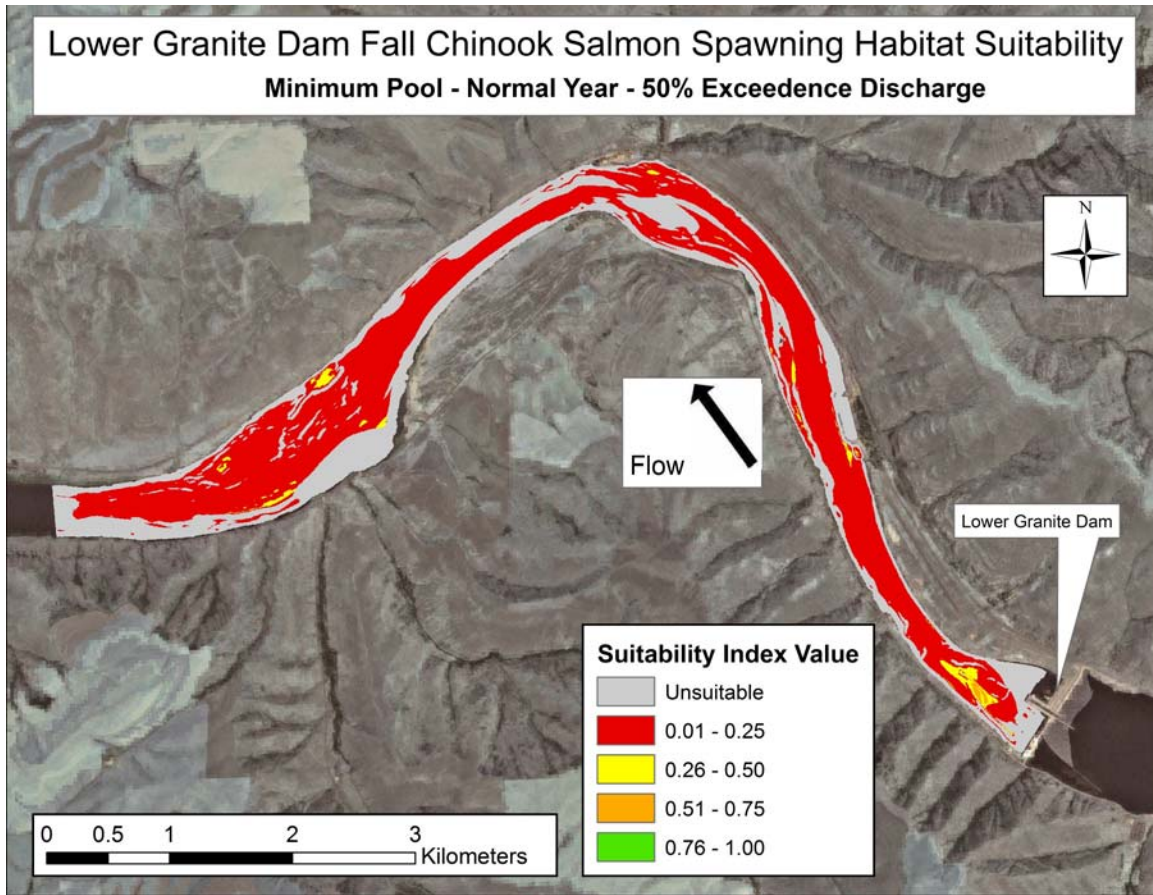 Lower Granite Dam Fall Chinook Salmon Spawning Habitat Suitability
Minimum Pool - Normal Year - 50% Exceedence Discharge
N
Flow
Lower Granite Dam
Suitability Index Value
Unsuitable
0.01 - 0.25
0.26 - 0.50
0.51 - 0.75
0.76 - 1.00
0 0.5 1 2 3
Kilometers